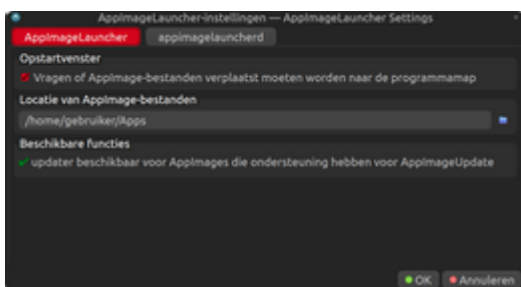 AppImageLauncher-instellingen — AppImageLauncher Settings
AppImageLauncher appimagelauncherd
Opstartvenster
Vragen of AppImage-bestanden verplaatst moeten worden naar de programmamap
Locatie van AppImage-bestanden
/home/gebruiker/Apps
Beschikbare functies
updater beschikbaar voor AppImages die ondersteuning hebben voor AppImageUpdate
OK Annuleren